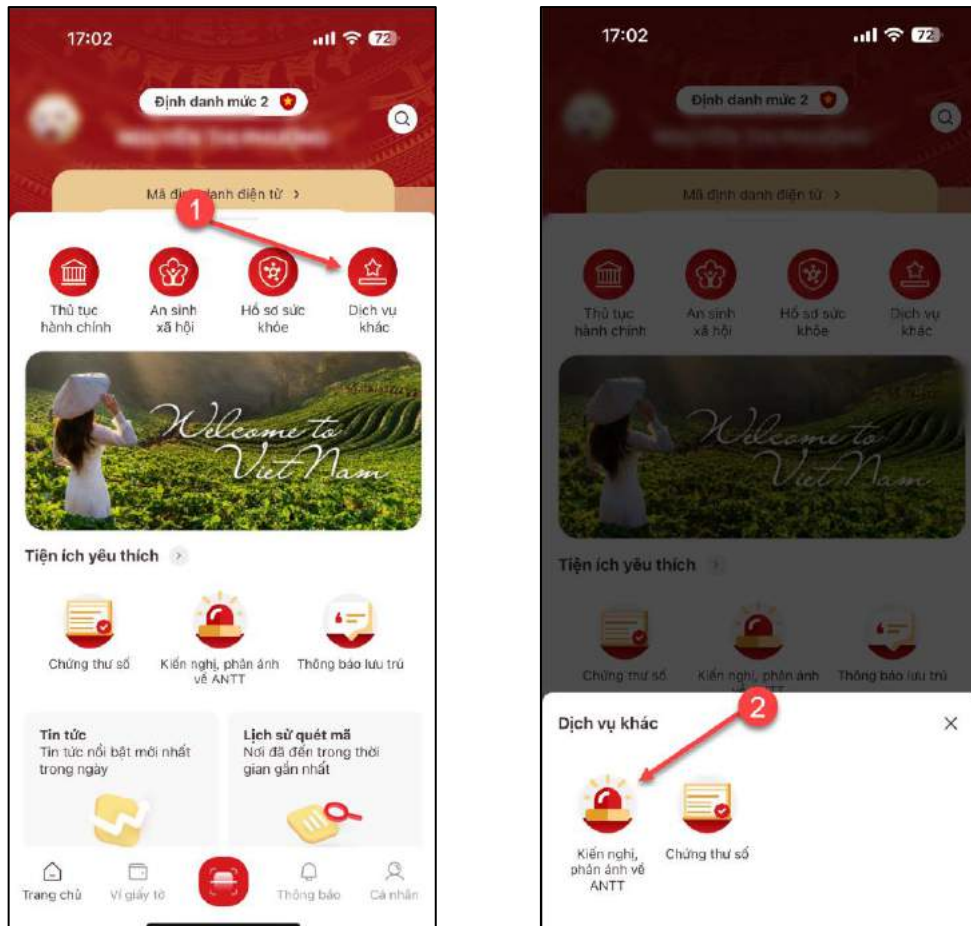 17:02
72
Định danh mức 2
Mã định danh điện tử >
1
Thủ tục
hành chính
An sinh
xã hội
Hồ sơ sức
khỏe
Dịch vụ
khác
Welcome to
Viet Nam
Tiện ích yêu thích >
Chứng thư số
Kiến nghị, phản ánh
về ANTT
Thông báo lưu trú
Tin tức
Tin tức nổi bật mới nhất
trong ngày
Lịch sử quét mã
Nơi đã đến trong thời
gian gần nhất
Trang chủ
Ví giấy tờ
Thông báo
Cá nhân
17:02
72
Định danh mức 2
Mã định danh điện tử >
Thủ tục
hành chính
An sinh
xã hội
Hồ sơ sức
khỏe
Dịch vụ
khác
Welcome to
Viet Nam
Tiện ích yêu thích
Chứng thư số
Kiến nghị, phản ánh
về ANTT
Thông báo lưu trú
2
Dịch vụ khác
Kiến nghị,
phản ánh về
ANTT
Chứng thư số